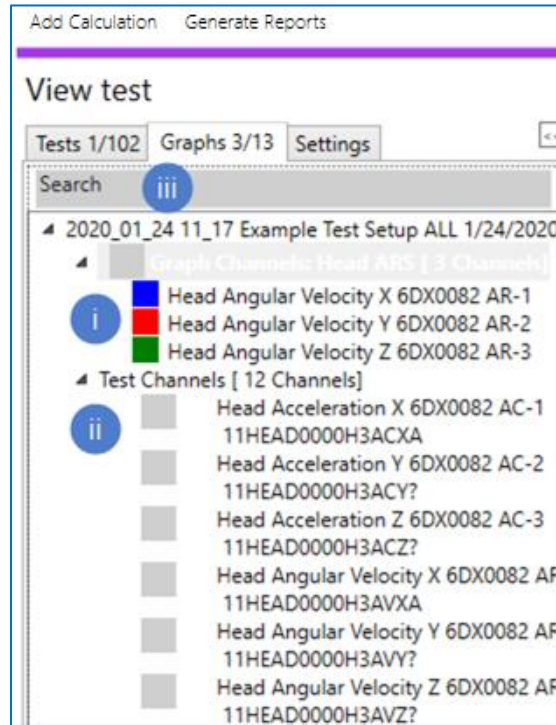 Add Calculation Generate Reports
View test
Tests 1/102 Graphs 3/13 Settings <
Search iii
2020_01_24 11_17 Example Test Setup ALL 1/24/2020
Graph Channels: Head ARS [ 3 Channels]
i
Head Angular Velocity X 6DX0082 AR-1
Head Angular Velocity Y 6DX0082 AR-2
Head Angular Velocity Z 6DX0082 AR-3
Test Channels [ 12 Channels]
ii
Head Acceleration X 6DX0082 AC-1
11HEAD0000H3ACXA
Head Acceleration Y 6DX0082 AC-2
11HEAD0000H3ACY?
Head Acceleration Z 6DX0082 AC-3
11HEAD0000H3ACZ?
Head Angular Velocity X 6DX0082 AR
11HEAD0000H3AVXA
Head Angular Velocity Y 6DX0082 AR
11HEAD0000H3AVY?
Head Angular Velocity Z 6DX0082 AR
11HEAD0000H3AVZ?